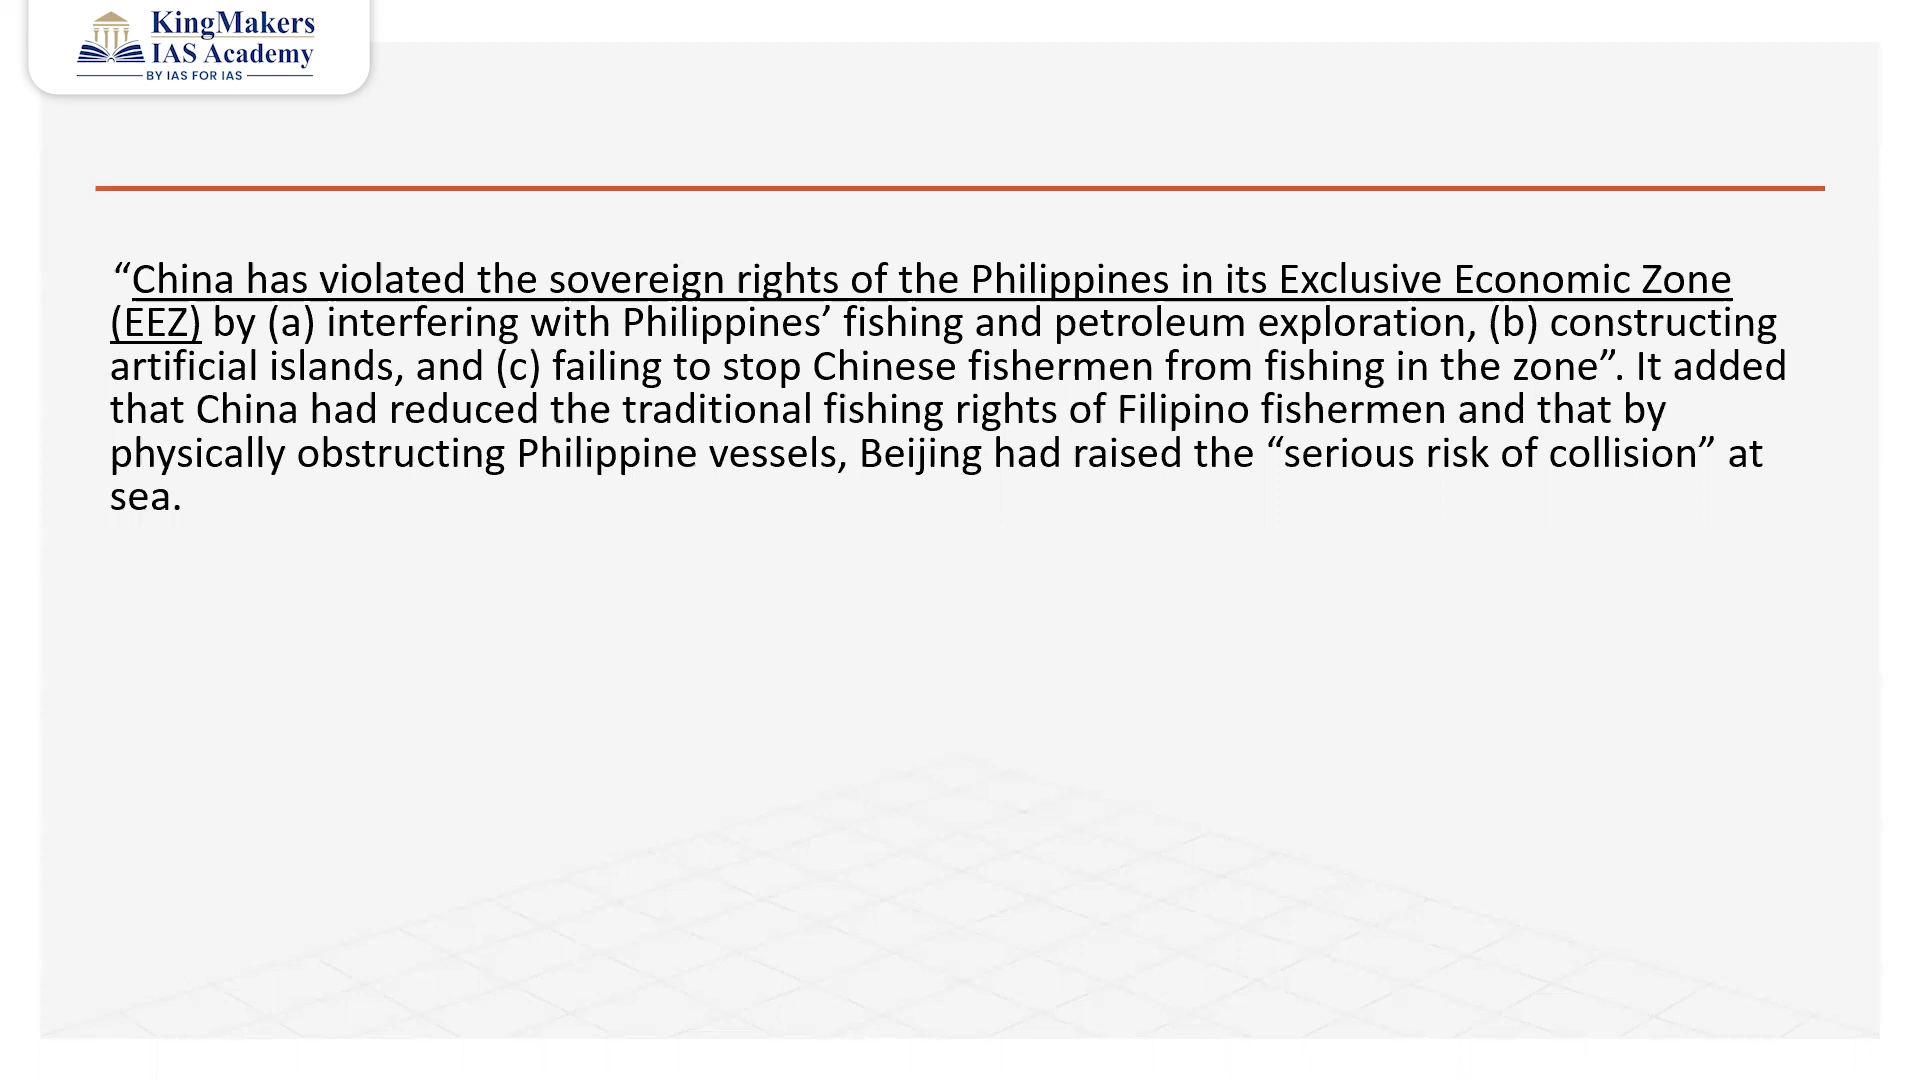 KingMakers
IAS Academy
BY IAS FOR IAS
“China has violated the sovereign rights of the Philippines in its Exclusive Economic Zone
(EEZ) by (a) interfering with Philippines’ fishing and petroleum exploration, (b) constructing
artificial islands, and (c) failing to stop Chinese fishermen from fishing in the zone”. It added
that China had reduced the traditional fishing rights of Filipino fishermen and that by
physically obstructing Philippine vessels, Beijing had raised the “serious risk of collision” at
sea.